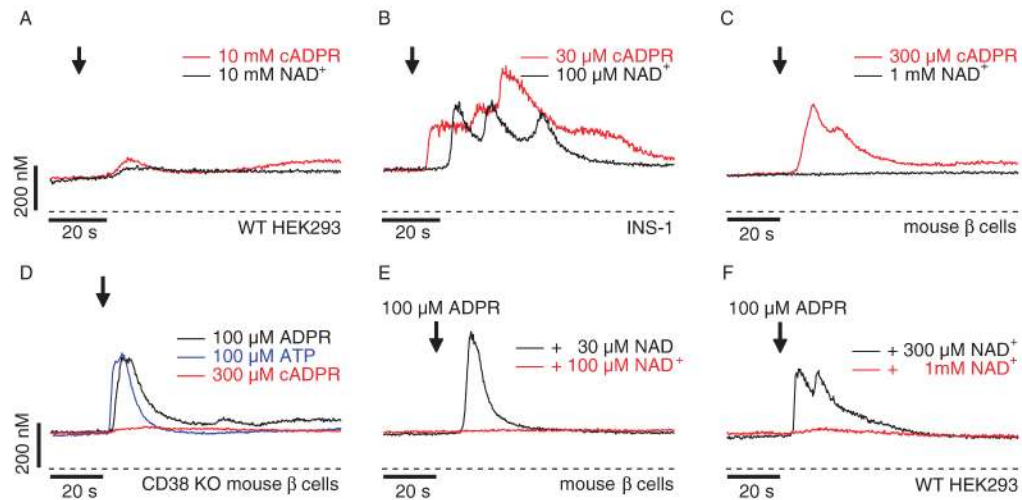 A
10 mM cADPR
10 mM NAD+
200 nM
20 s
WT HEK293
B
30 µM cADPR
100 µM NAD+
20 s
INS-1
C
300 µM cADPR
1 mM NAD+
20 s
mouse β cells
D
100 µM ADPR
100 µM ATP
300 µM cADPR
200 nM
20 s
CD38 KO mouse β cells
E
100 µM ADPR
+ 30 µM NAD
+ 100 µM NAD+
20 s
mouse β cells
F
100 µM ADPR
+ 300 µM NAD+
+ 1mM NAD+
20 s
WT HEK293